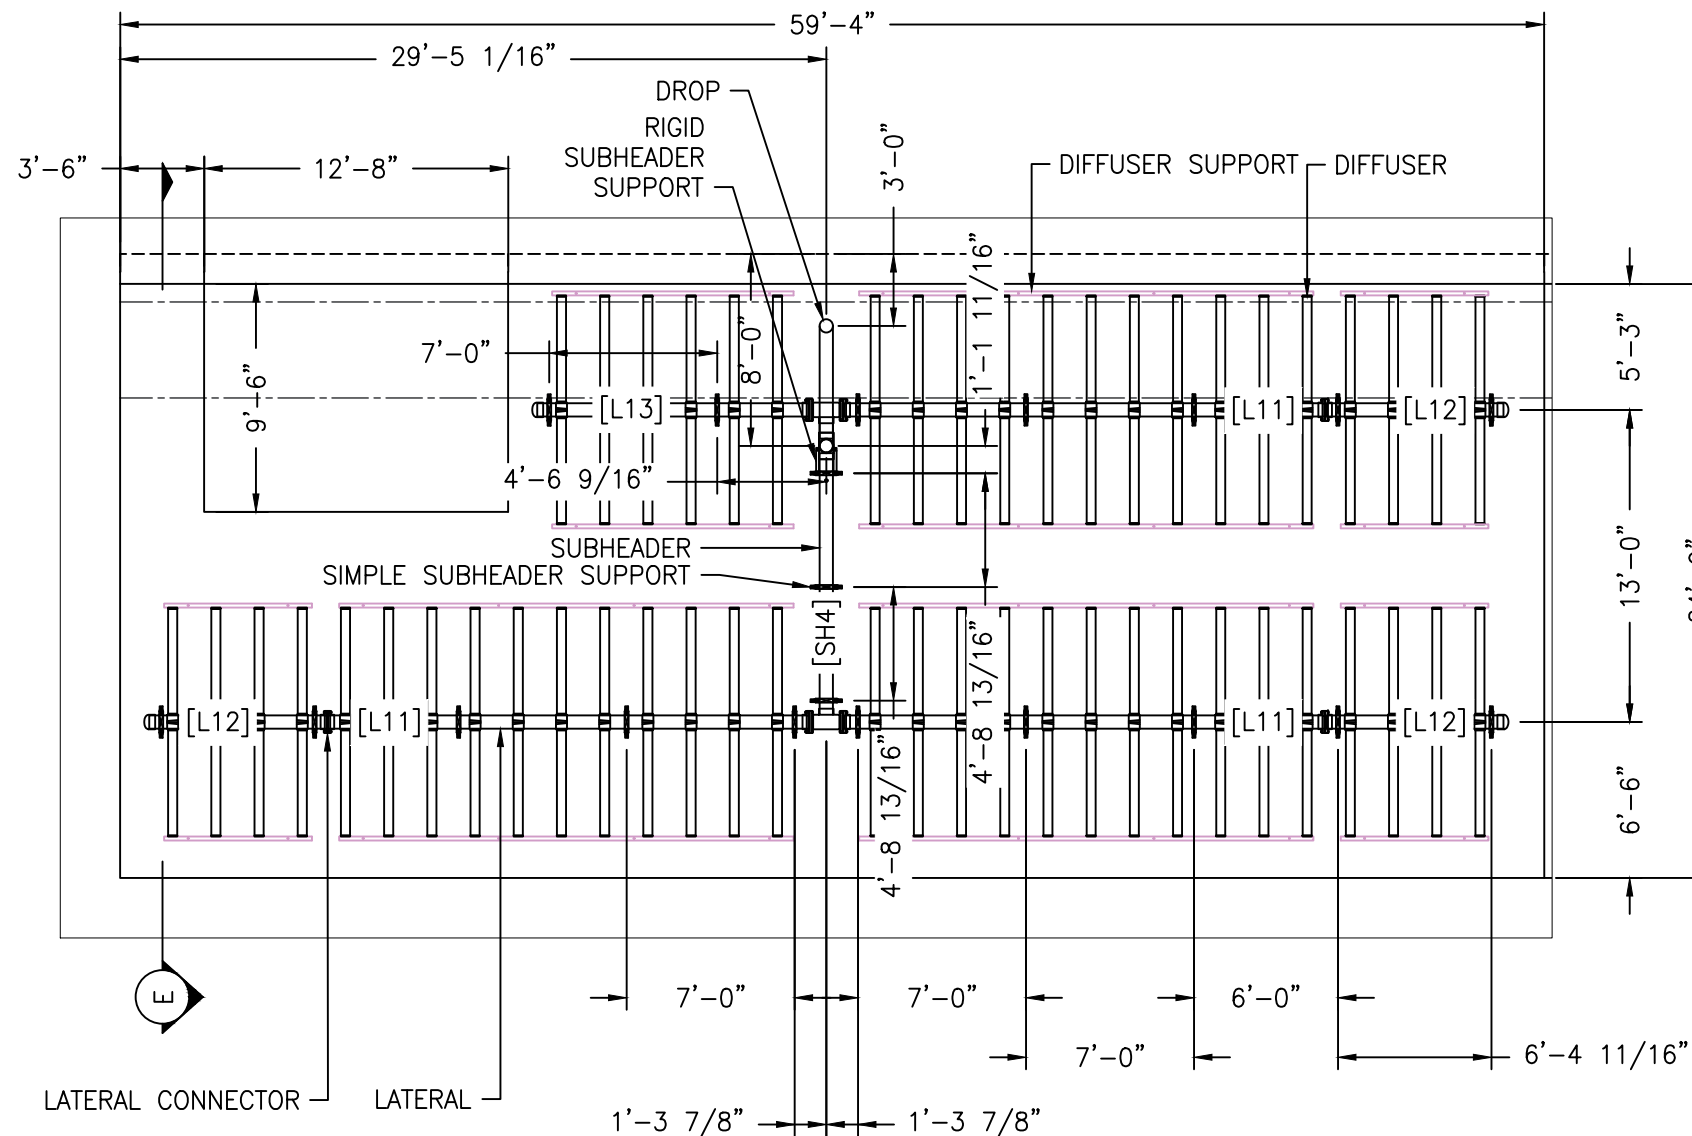 59'-4"
29'-5 1/16"
DROP
RIGID
SUBHEADER
SUPPORT
3'-0"
3'-6"
12'-8"
DIFFUSER SUPPORT
DIFFUSER
1'-1 11/16"
8'-0"
7'-0"
5'-3"
9'-6"
[L13]
[L11]
[L12]
4'-6 9/16"
SUBHEADER
SIMPLE SUBHEADER SUPPORT
13'-0"
[SH4]
4'-8 13/16"
[L12]
[L11]
[L11]
[L12]
4'-8 13/16"
6'-6"
E
7'-0"
7'-0"
6'-0"
7'-0"
6'-4 11/16"
LATERAL CONNECTOR
LATERAL
1'-3 7/8"
1'-3 7/8"